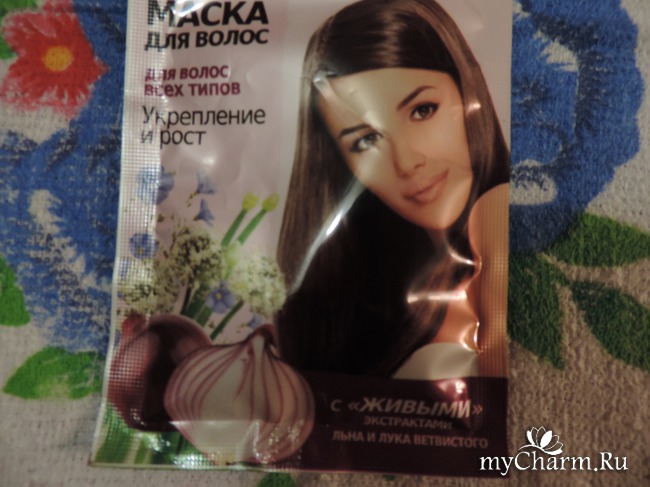 МАСКА
ДЛЯ ВОЛОС
ДЛЯ ВОЛОС
ВСЕХ ТИПОВ
Укрепление
и рост
С «ЖИВЫМИ»
ЭКСТРАКТАМИ
ЛЬНА И ЛУКА ВЕТВИСТОГО
myCharm.Ru